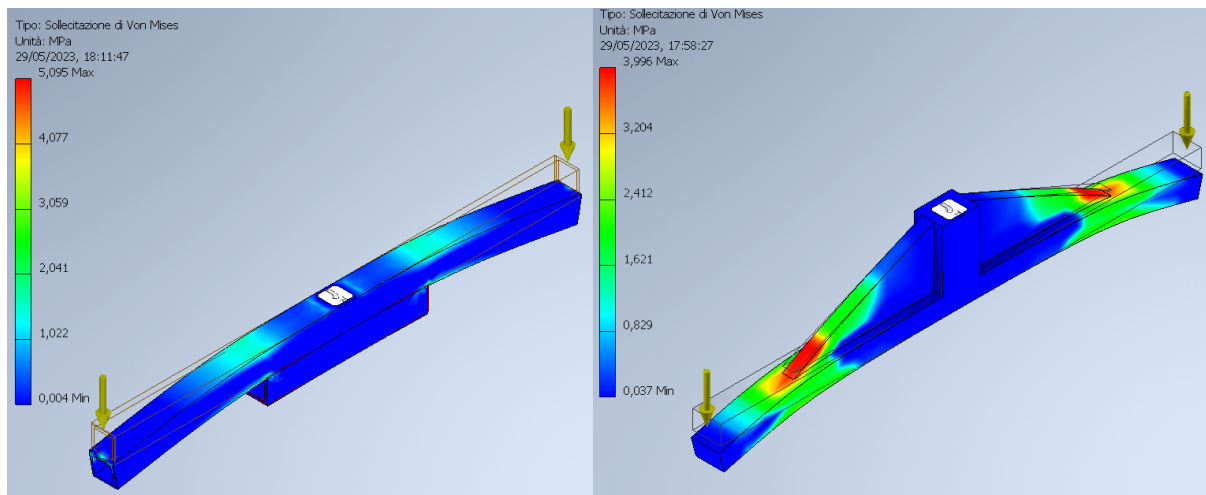 Tipo: Sollecitazione di Von Mises
Unità: MPa
29/05/2023, 18:11:47
5,095 Max
4,077
3,059
2,041
1,022
0,004 Min
Tipo: Sollecitazione di Von Mises
Unità: MPa
29/05/2023, 17:58:27
3,996 Max
3,204
2,412
1,621
0,829
0,037 Min